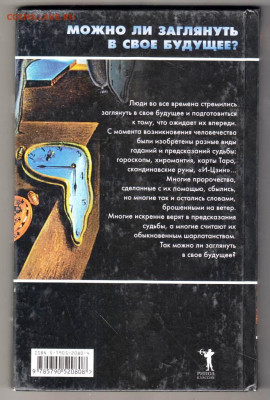 МОЖНО ЛИ ЗАГЛЯНУТЬ
В СВОЕ БУДУЩЕЕ?
Люди во все времена стремились
заглянуть в свое будущее и подготовиться
к тому, что ожидает их впереди.
С момента возникновения человечества
были изобретены разные виды
гаданий и предсказаний судьбы:
гороскопы, хиромантия, карты Таро,
скандинавские руны, «И-Цзин»...
Многие пророчества,
сделанные с их помощью, сбылись,
но многие так и остались словами,
брошенными на ветер.
Многие искренне верят в предсказания
судьбы, а многие считают их
обыкновенным шарлатанством.
Так можно ли заглянуть
в свое будущее?
9 785790 520808